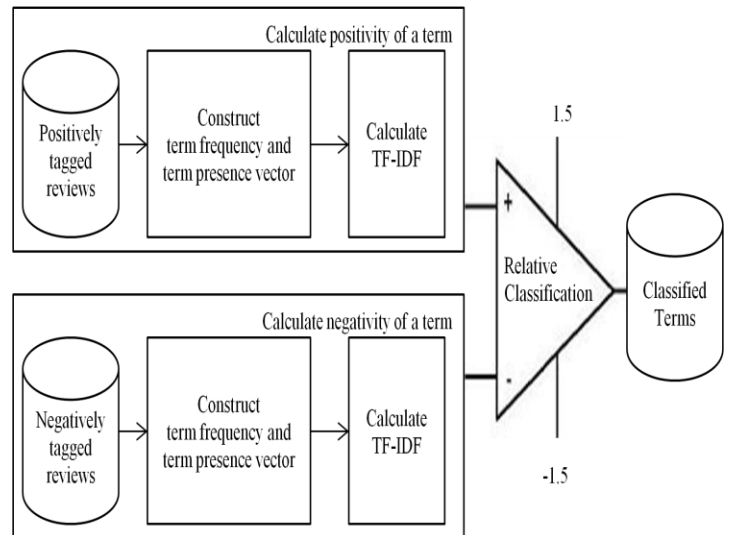 Calculate positivity of a term
Positively
tagged
reviews
Construct
term frequency and
term presence vector
Calculate
TF-IDF
Calculate negativity of a term
Negatively
tagged
reviews
Construct
term frequency and
term presence vector
Calculate
TF-IDF
1.5
+
Relative
Classification
-
-1.5
Classified
Terms